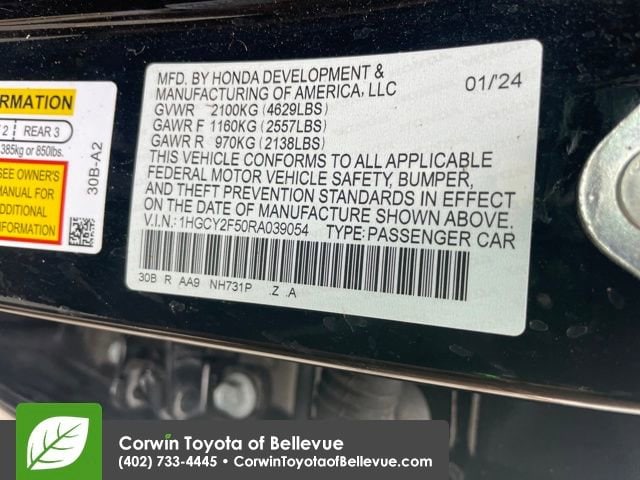 RMATION
2 REAR 3
385kg or 850lbs.
SEE OWNER'S
MANUAL FOR
ADDITIONAL
INFORMATION
30B-A2
MFD. BY HONDA DEVELOPMENT &
MANUFACTURING OF AMERICA, LLC 01/'24
GVWR 2100KG (4629LBS)
GAWR F 1160KG (2557LBS)
GAWR R 970KG (2138LBS)
THIS VEHICLE CONFORMS TO ALL APPLICABLE
FEDERAL MOTOR VEHICLE SAFETY, BUMPER,
AND THEFT PREVENTION STANDARDS IN EFFECT
ON THE DATE OF MANUFACTURE SHOWN ABOVE.
V.I.N.: 1HGCY2F50RA039054 TYPE: PASSENGER CAR
30B R AA9 NH731P .Z .A
Corwin Toyota of Bellevue
(402) 733-4445 • CorwinToyotaofBellevue.com